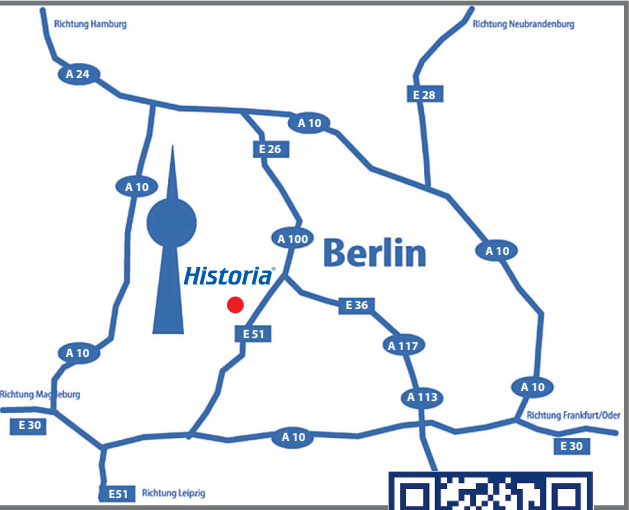 Richtung Hamburg
Richtung Neubrandenburg
A 24
E 28
A 10
E 26
A 10
A 100
Berlin
A 10
Historia®
E 36
E 51
A 117
A 10
A 10
Richtung Magdeburg
A 113
Richtung Frankfurt/Oder
E 30
A 10
E 30
E51
Richtung Leipzig